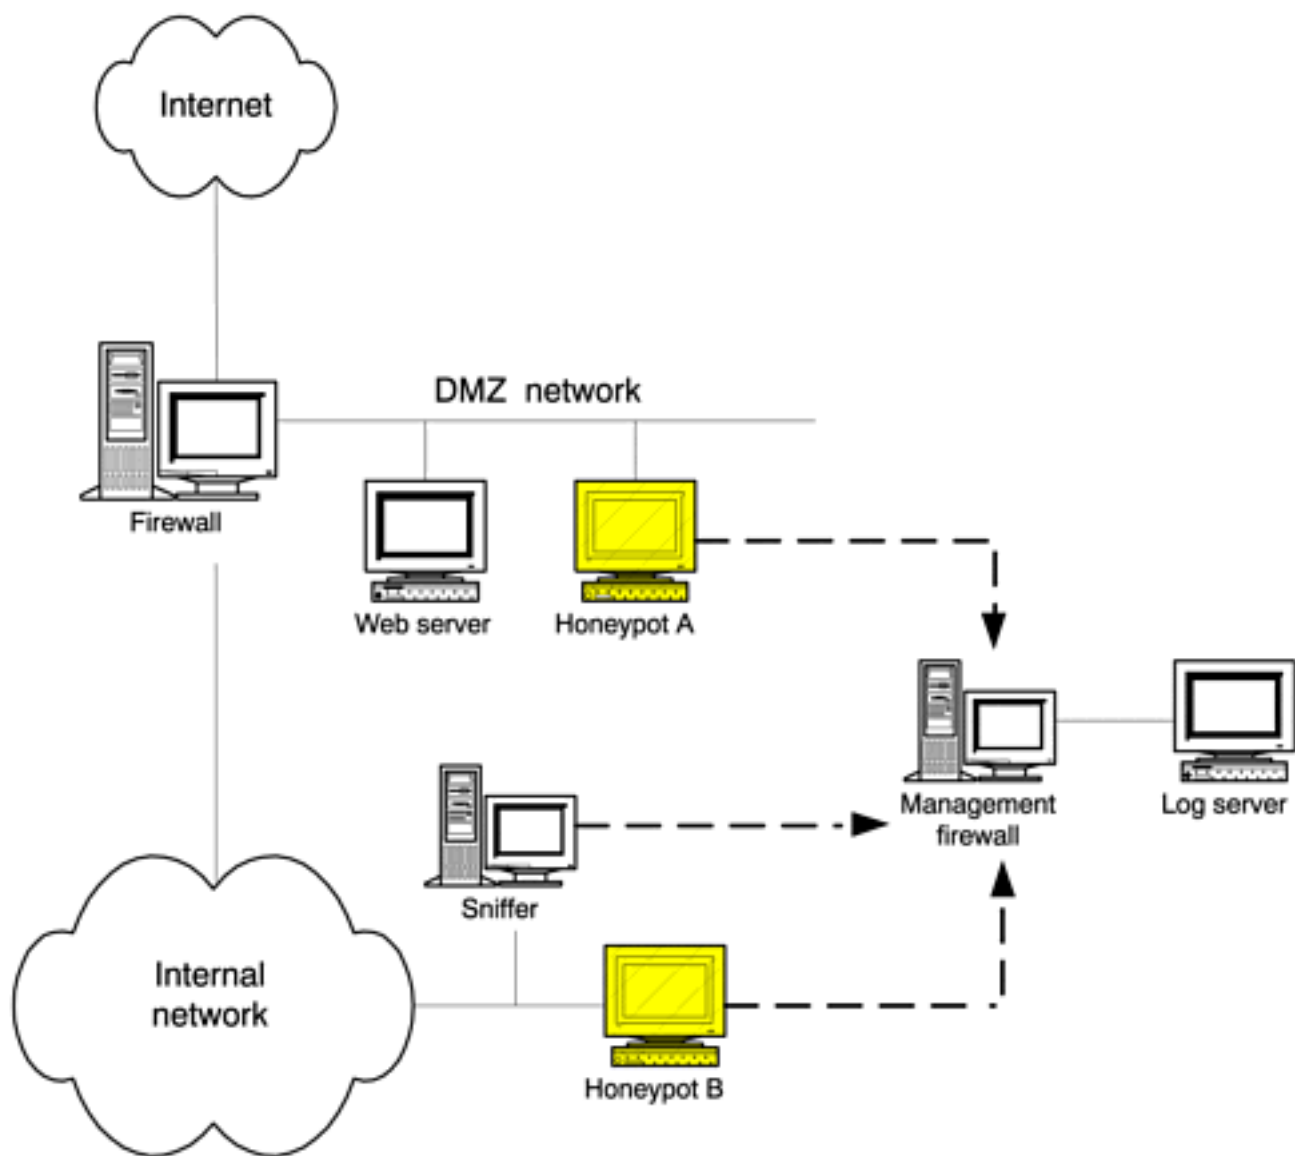 Internet
DMZ network
Firewall
Web server
Honeypot A
Management
firewall
Log server
Sniffer
Internal
network
Honeypot B